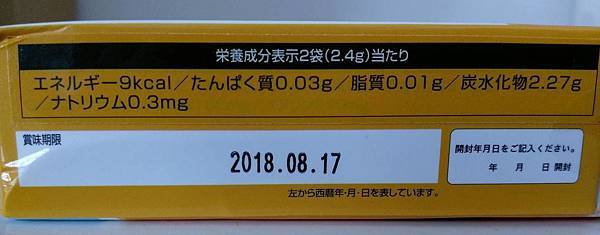 栄養成分表示2袋(2.4g)当たり
エネルギー9kcal/たんぱく質0.03g/脂質0.01g/炭水化物2.27g
/ナトリウム0.3mg
賞味期限
2018.08.17
左から西暦年・月・日を表しています。
開封年月日をご記入ください。
年 月 日 開封